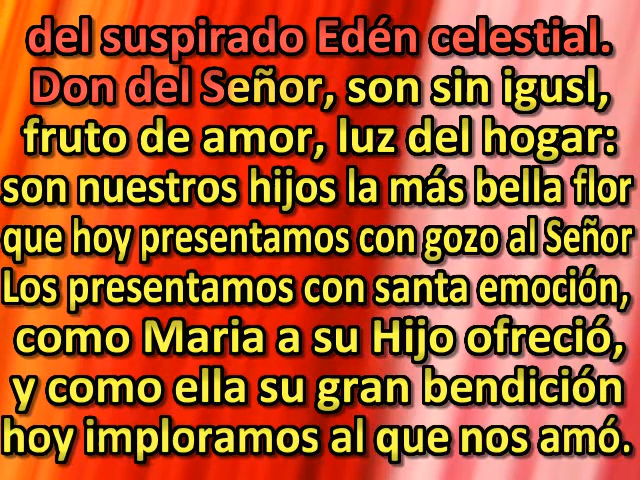 del suspirado Edén celestial.
Don del Señor, son sin igusl,
fruto de amor, luz del hogar:
son nuestros hijos la más bella flor
que hoy presentamos con gozo al Señor
Los presentamos con santa emoción,
como Maria a su Hijo ofreció,
y como ella su gran bendición
hoy imploramos al que nos amó.